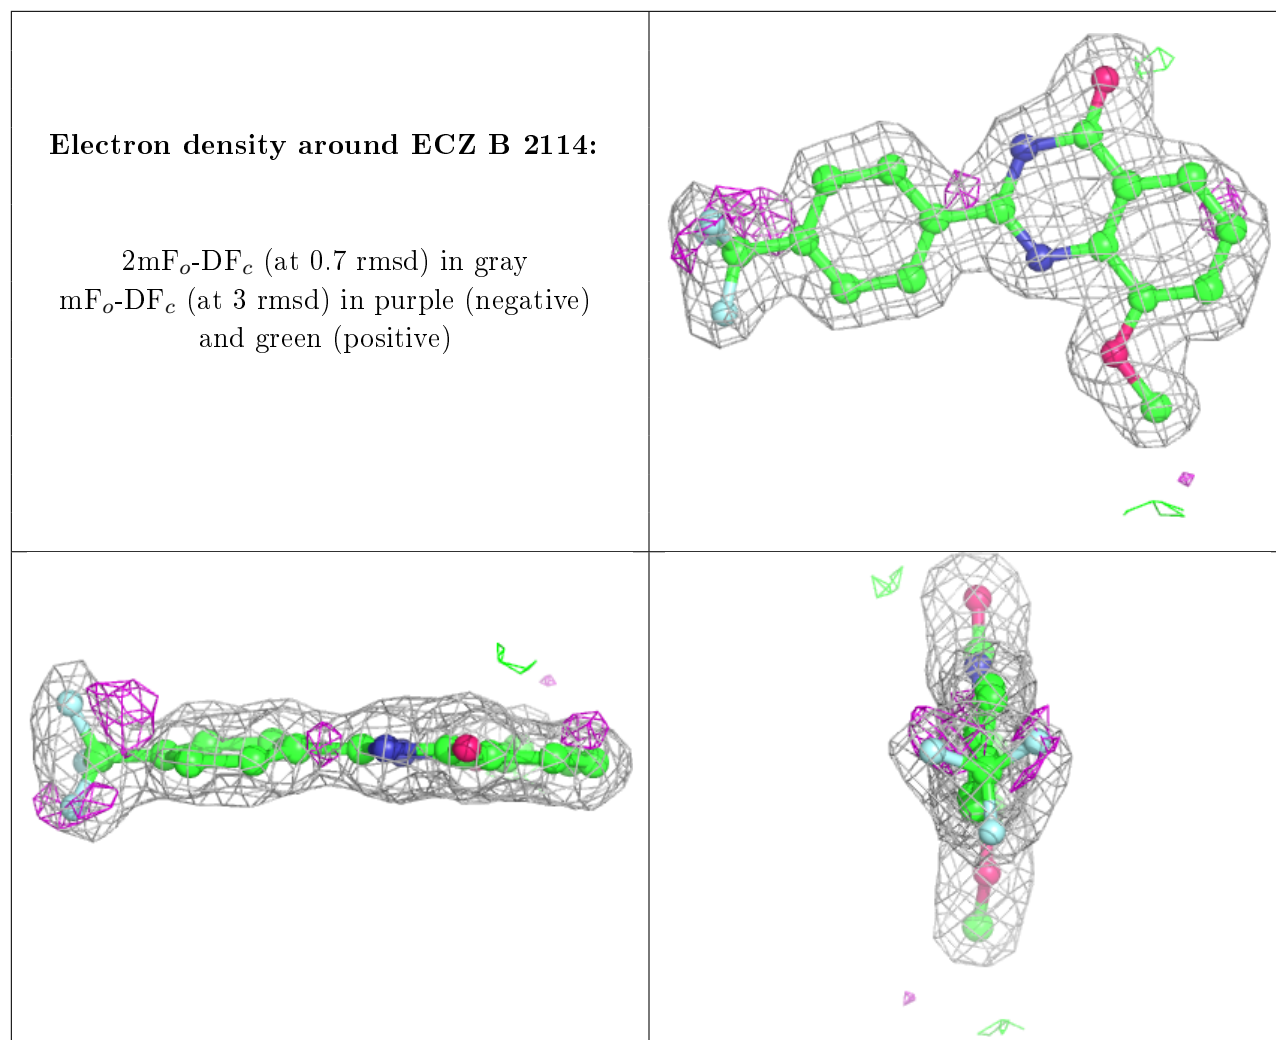 Electron density around ECZ B 2114:
2mFo-DFc (at 0.7 rmsd) in gray
mFo-DFc (at 3 rmsd) in purple (negative)
and green (positive)